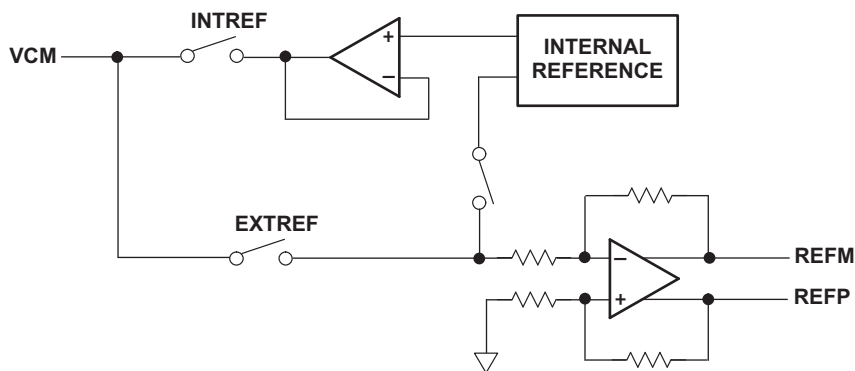 INTREF
VCM
+
−
INTERNAL
REFERENCE
EXTREF
−
REFM
+
REFP